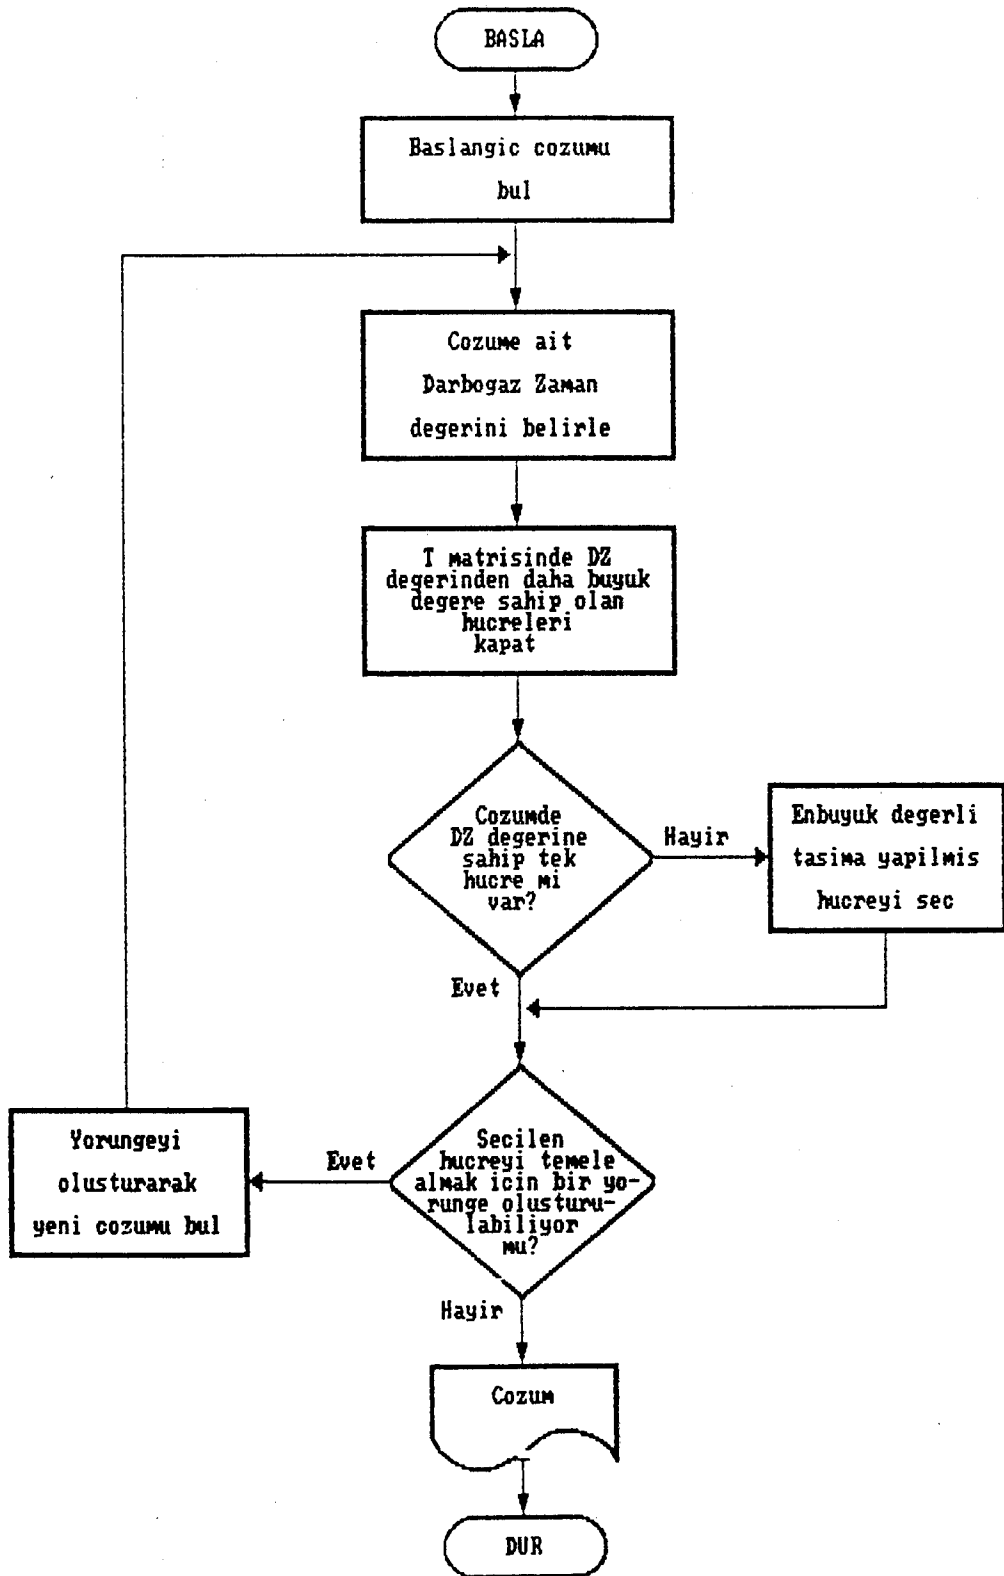 BASLA
Baslangic cozumu
bul
Cozume ait
Darbogaz Zaman
degerini belirle
T matrisinde DZ
degerinden daha buyuk
degere sahip olan
hucreleri
kapat
Cozumde
DZ degerine
sahip tek
hucre mi
var?
Hayir
Enbuyuk degerli
tasima yapilmis
hucreyi sec
Evet
Secilen
hucreyi temele
almak icin bir yo-
runge olusturu-
labiliyor
mu?
Evet
Yorungeyi
olusturarak
yeni cozumu bul
Hayir
Cozum
DUR